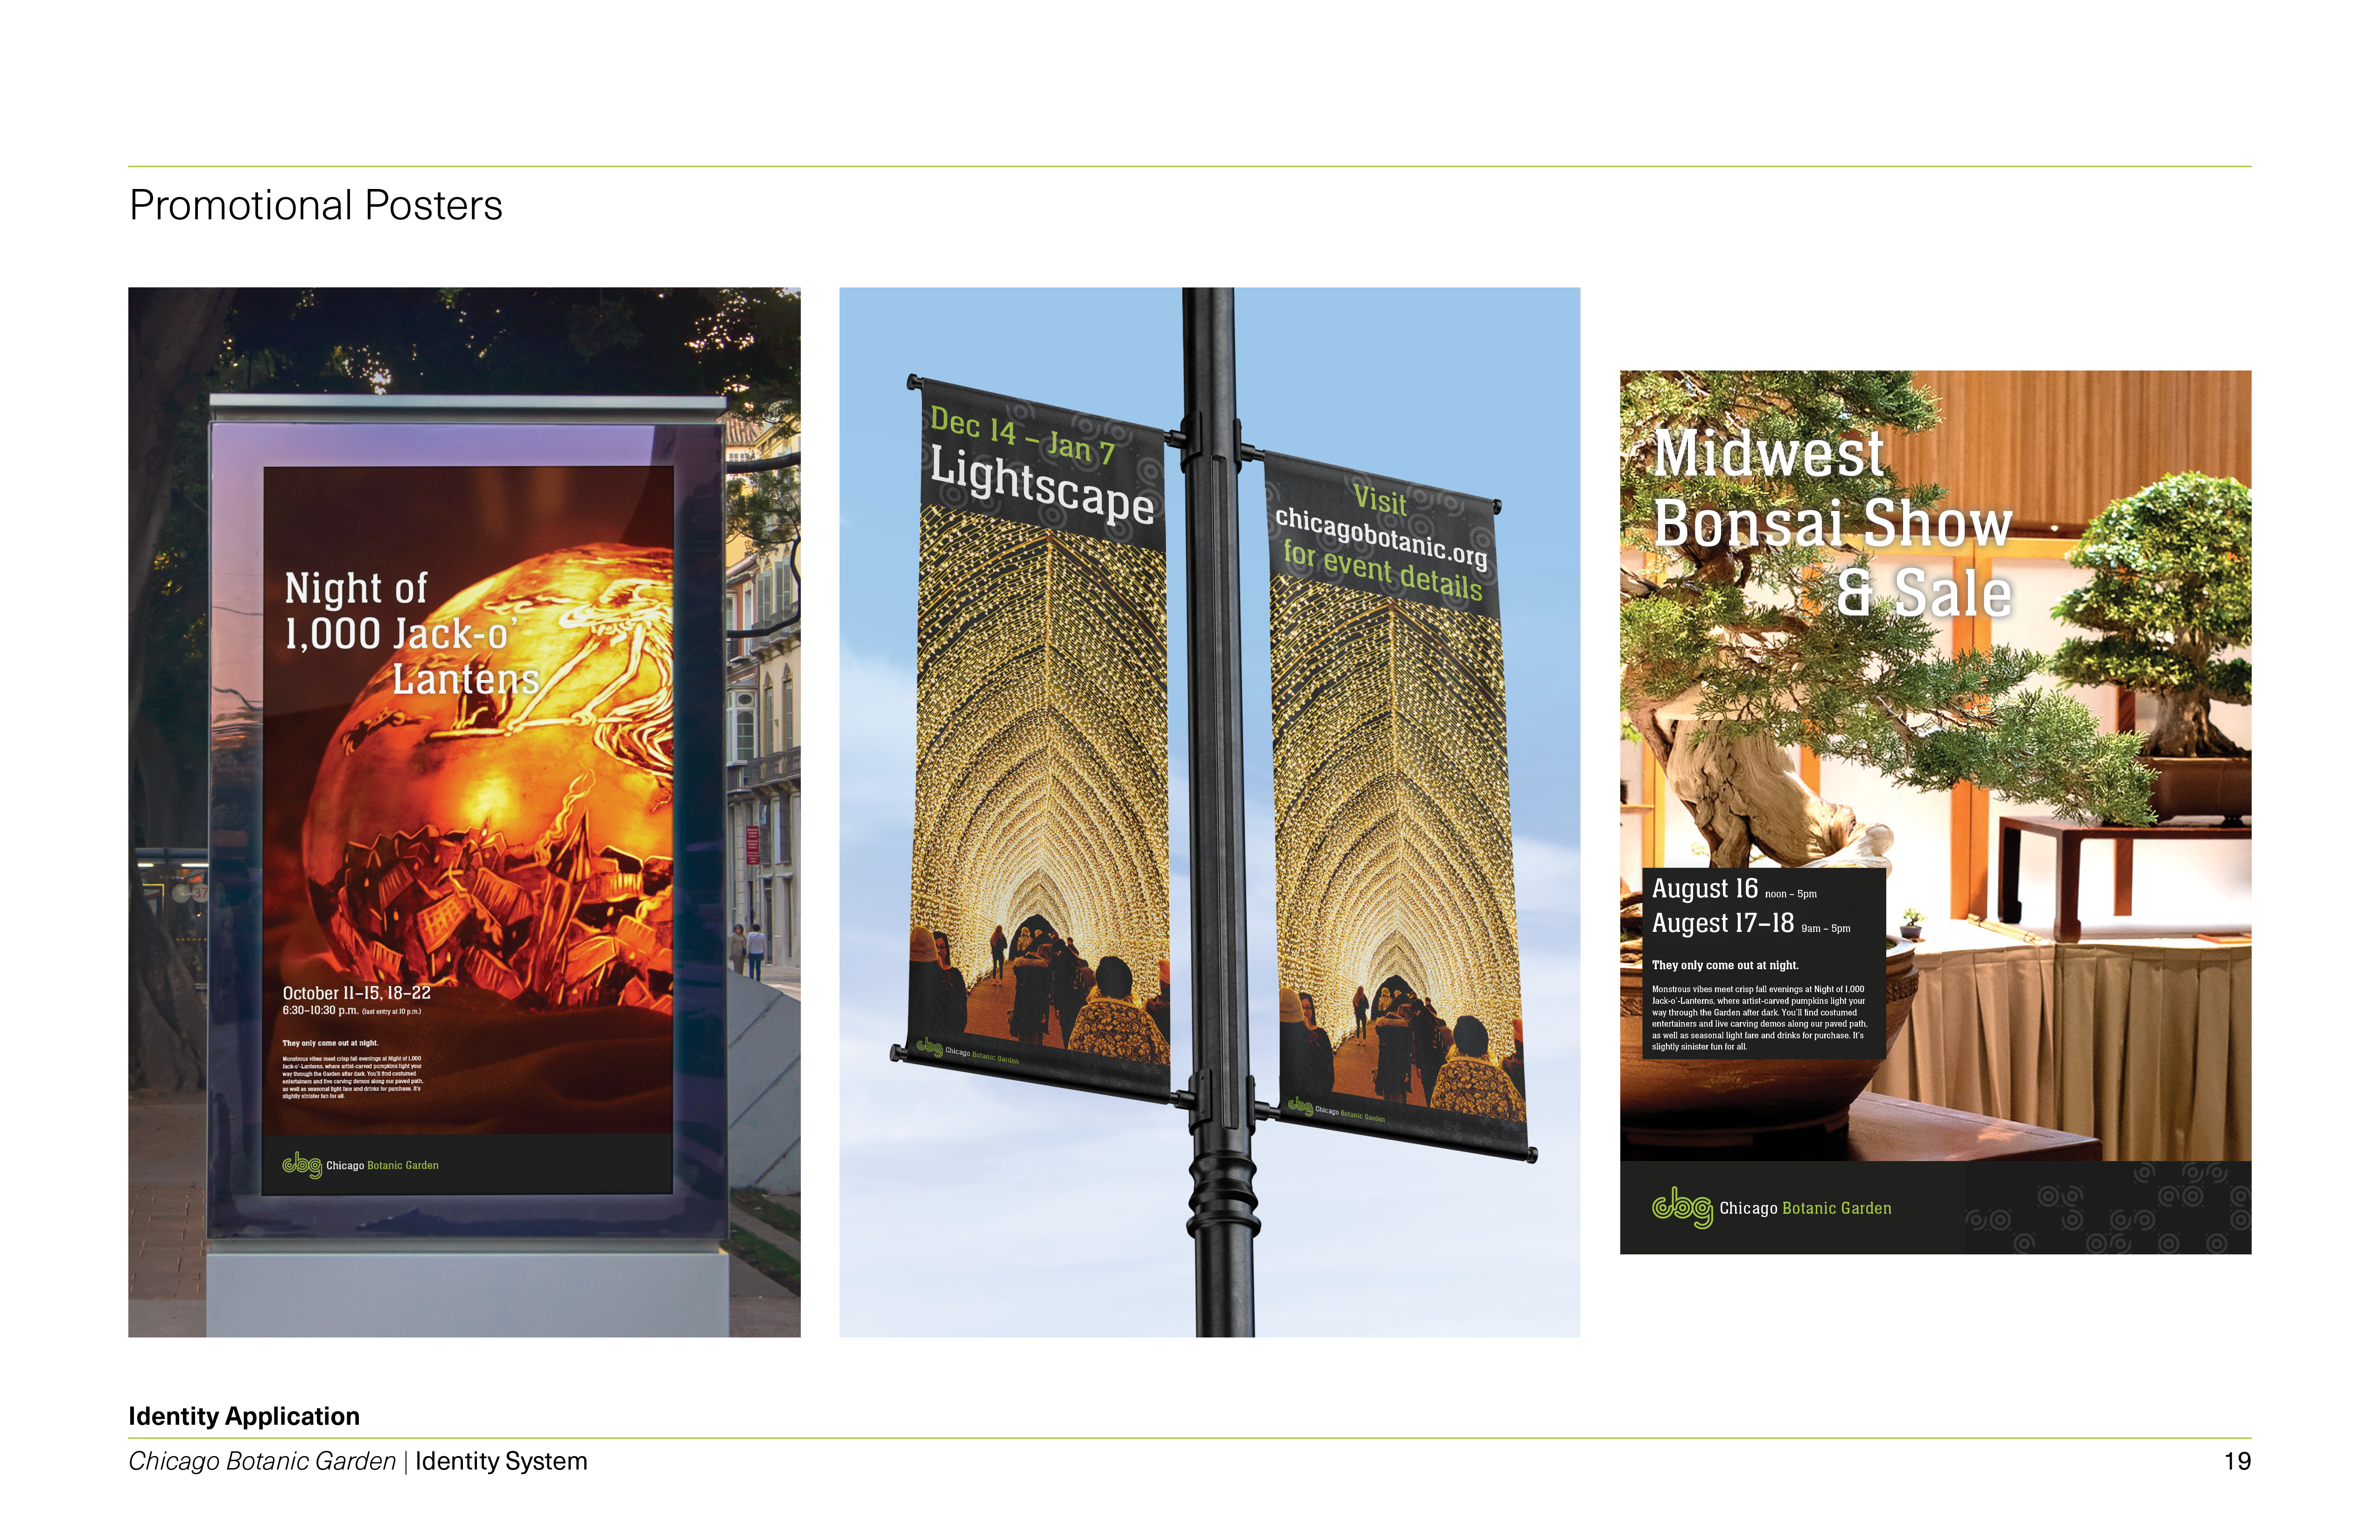 Promotional Posters
Night of
1,000 Jack-o'
Lantens
October 11–15, 18–22
6:30–10:30 p.m. (last entry at 10 p.m.)
They only come out at night.
Monstrous vibes meet crisp fall evenings at Night of 1,000
Jack-o'-Lanterns, where artist-carved pumpkins light your
way through the Garden after dark. You'll find costumed
entertainers and live carving demos along our paved path,
as well as seasonal light fare and drinks for purchase. It's
slightly sinister fun for all.
cbg Chicago Botanic Garden
37
Dec 14 – Jan 7
Lightscape
cbg Chicago Botanic Garden
Visit
chicagobotanic.org
for event details
cbg Chicago Botanic Garden
Midwest
Bonsai Show
& Sale
August 16 noon – 5pm
Augest 17–18 9am – 5pm
They only come out at night.
Monstrous vibes meet crisp fall evenings at Night of 1,000
Jack-o'-Lanterns, where artist-carved pumpkins light your
way through the Garden after dark. You'll find costumed
entertainers and live carving demos along our paved path,
as well as seasonal light fare and drinks for purchase. It's
slightly sinister fun for all.
cbg Chicago Botanic Garden
Identity Application
Chicago Botanic Garden | Identity System
19